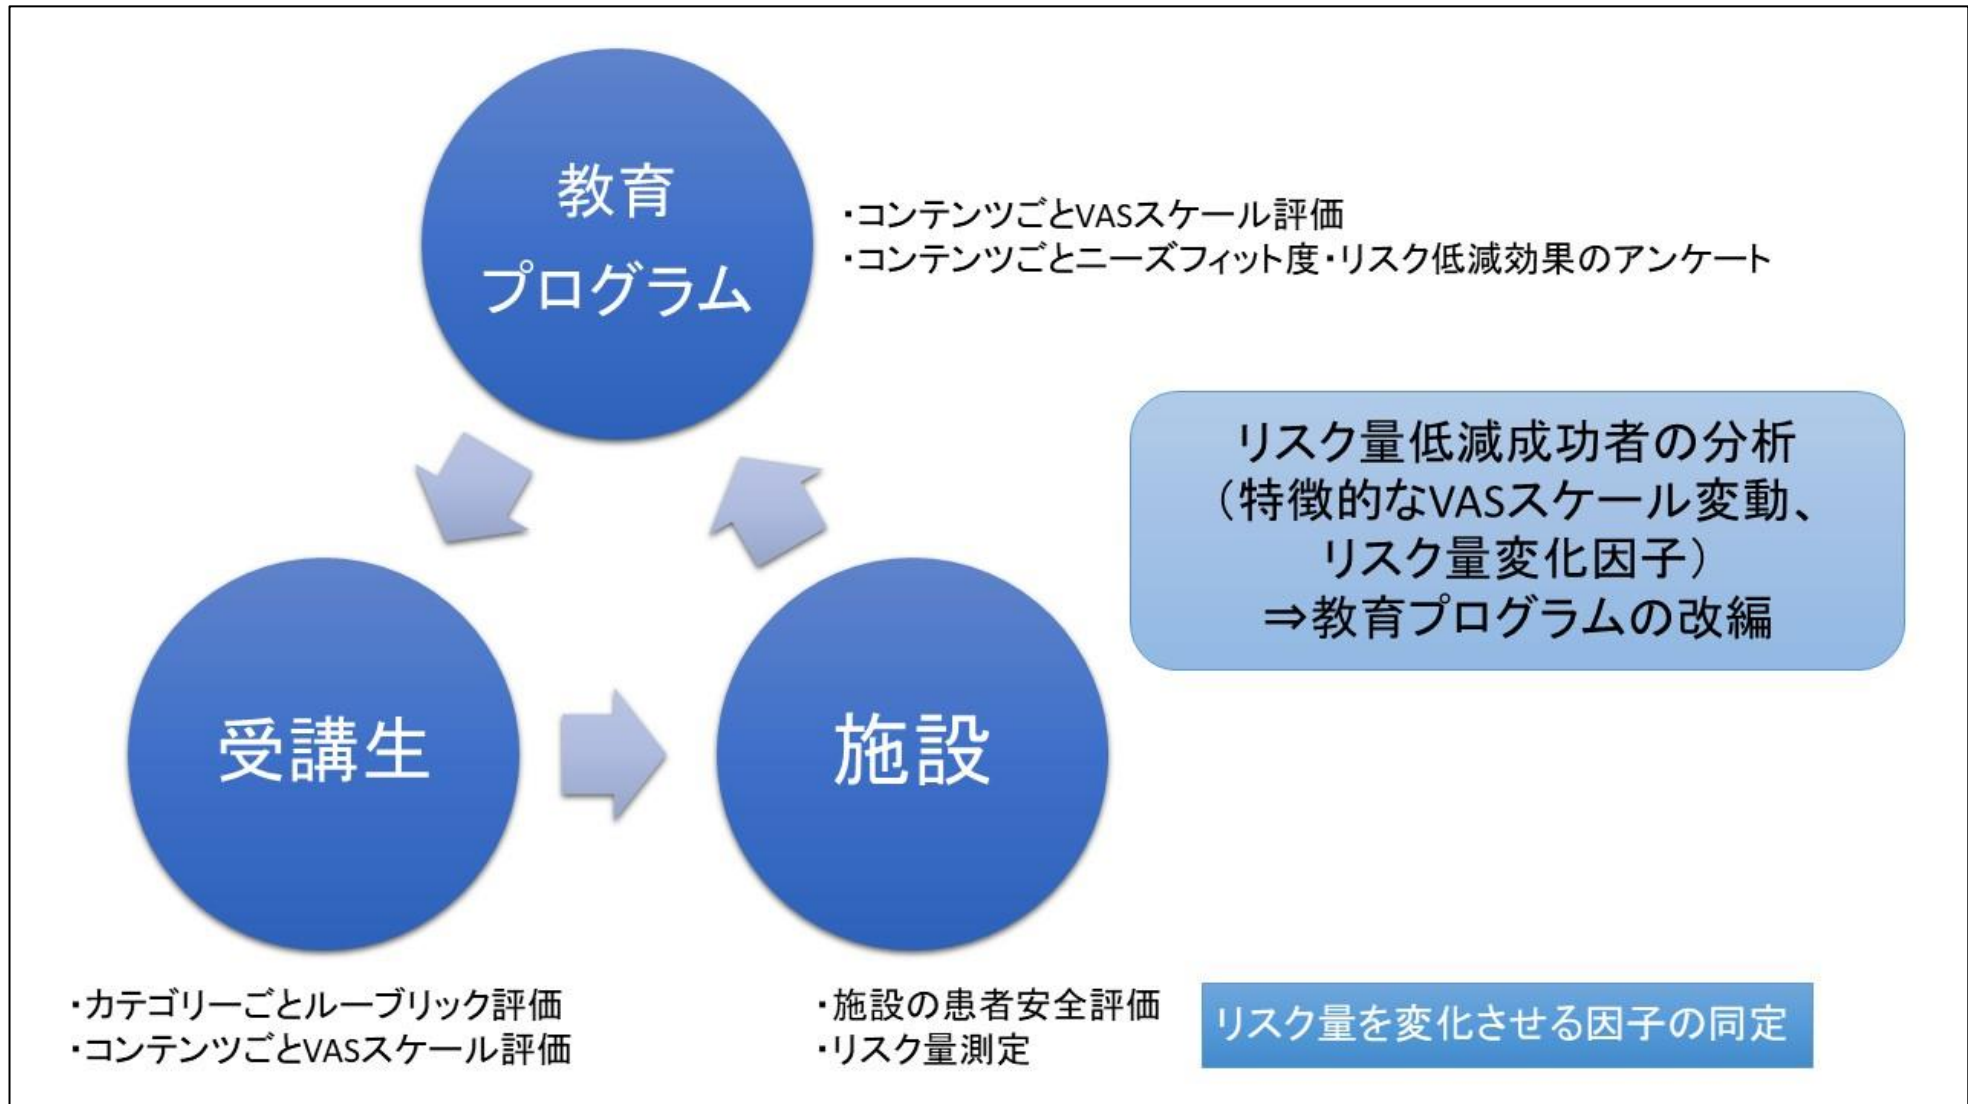 教育
プログラム
・コンテンツごとVASスケール評価
・コンテンツごとニーズフィット度・リスク低減効果のアンケート
リスク量低減成功者の分析
（特徴的なVASスケール変動、
リスク量変化因子）
⇒教育プログラムの改編
受講生
施設
・カテゴリーごとルーブリック評価
・コンテンツごとVASスケール評価
・施設の患者安全評価
・リスク量測定
リスク量を変化させる因子の同定